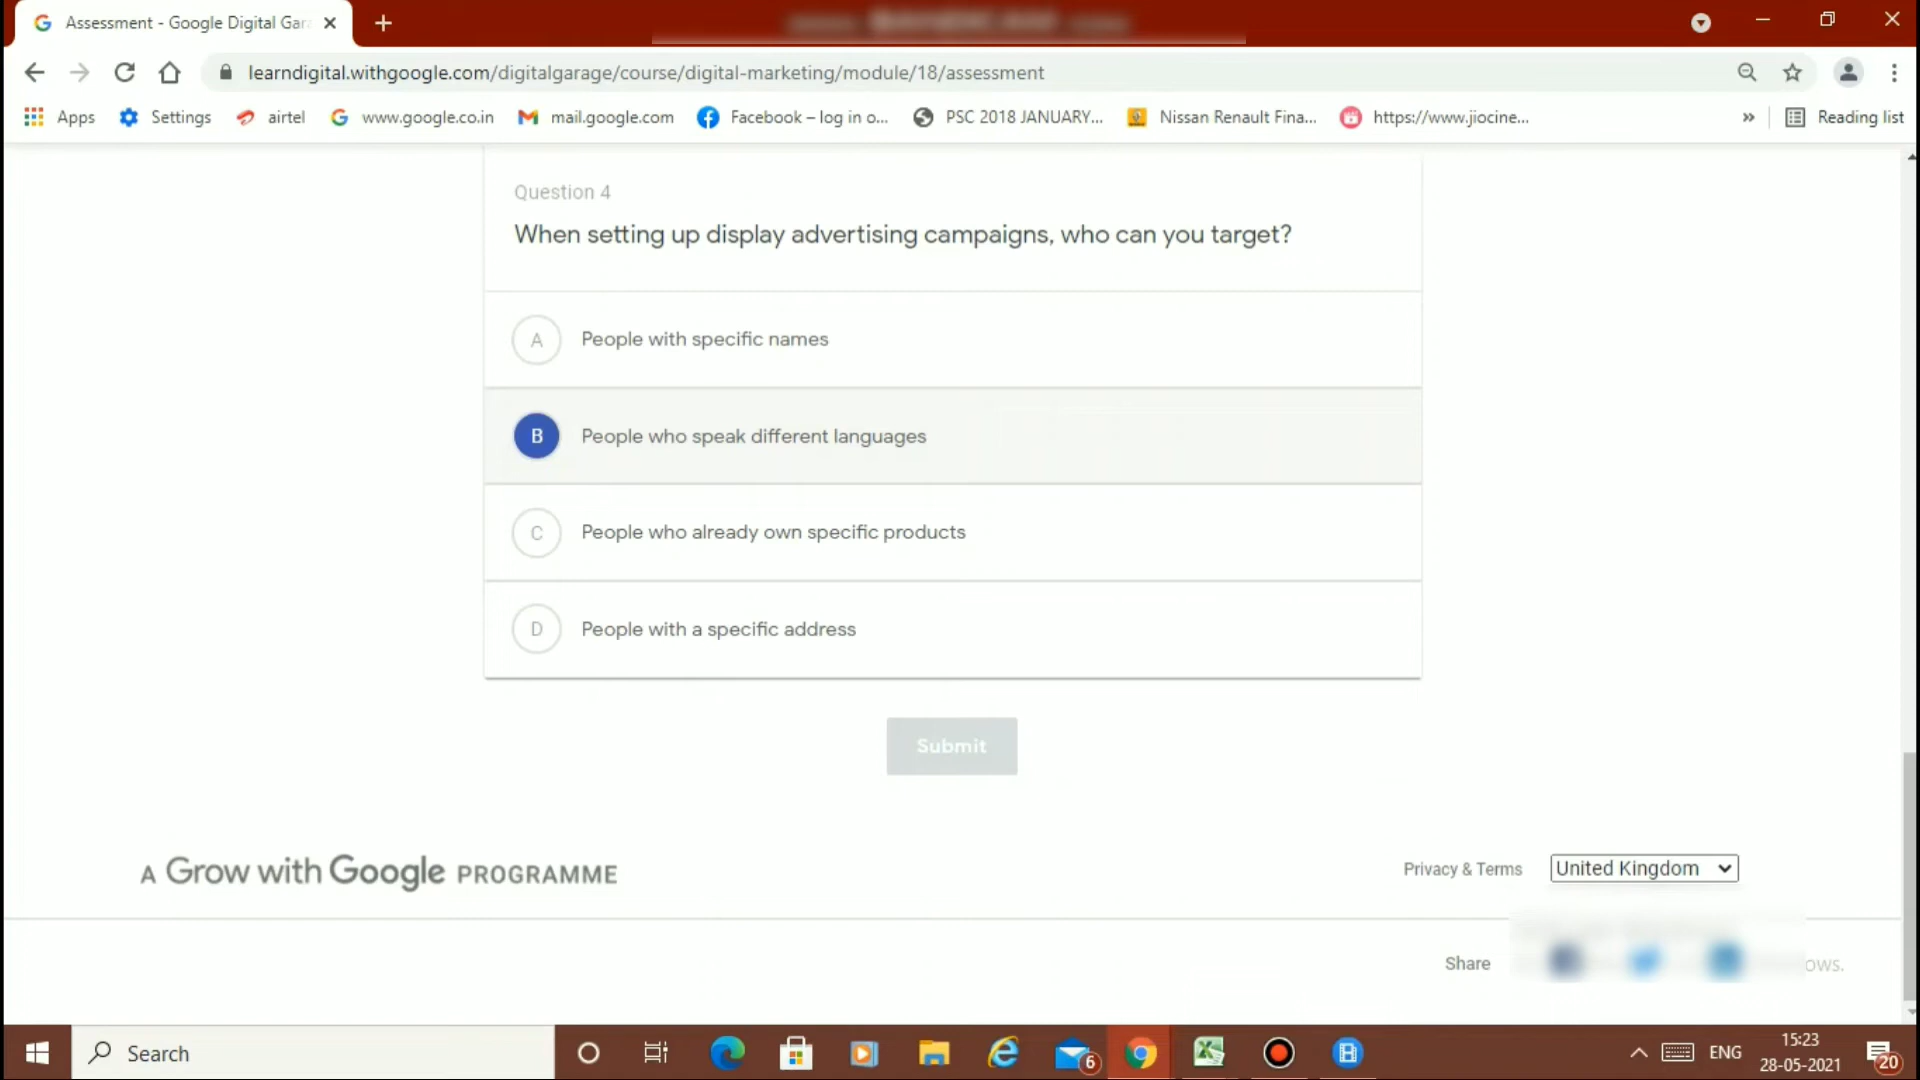 Assessment - Google Digital Gar
learndigital.withgoogle.com/digitalgarage/course/digital-marketing/module/18/assessment
Apps Settings airtel www.google.co.in mail.google.com Facebook – log in o... PSC 2018 JANUARY... Nissan Renault Fina... https://www.jiocine... » Reading list
Question 4
When setting up display advertising campaigns, who can you target?
A People with specific names
B People who speak different languages
C People who already own specific products
D People with a specific address
Submit
A Grow with Google PROGRAMME
Privacy & Terms United Kingdom
Share ows.
Search
6
ENG
15:23
28-05-2021
20